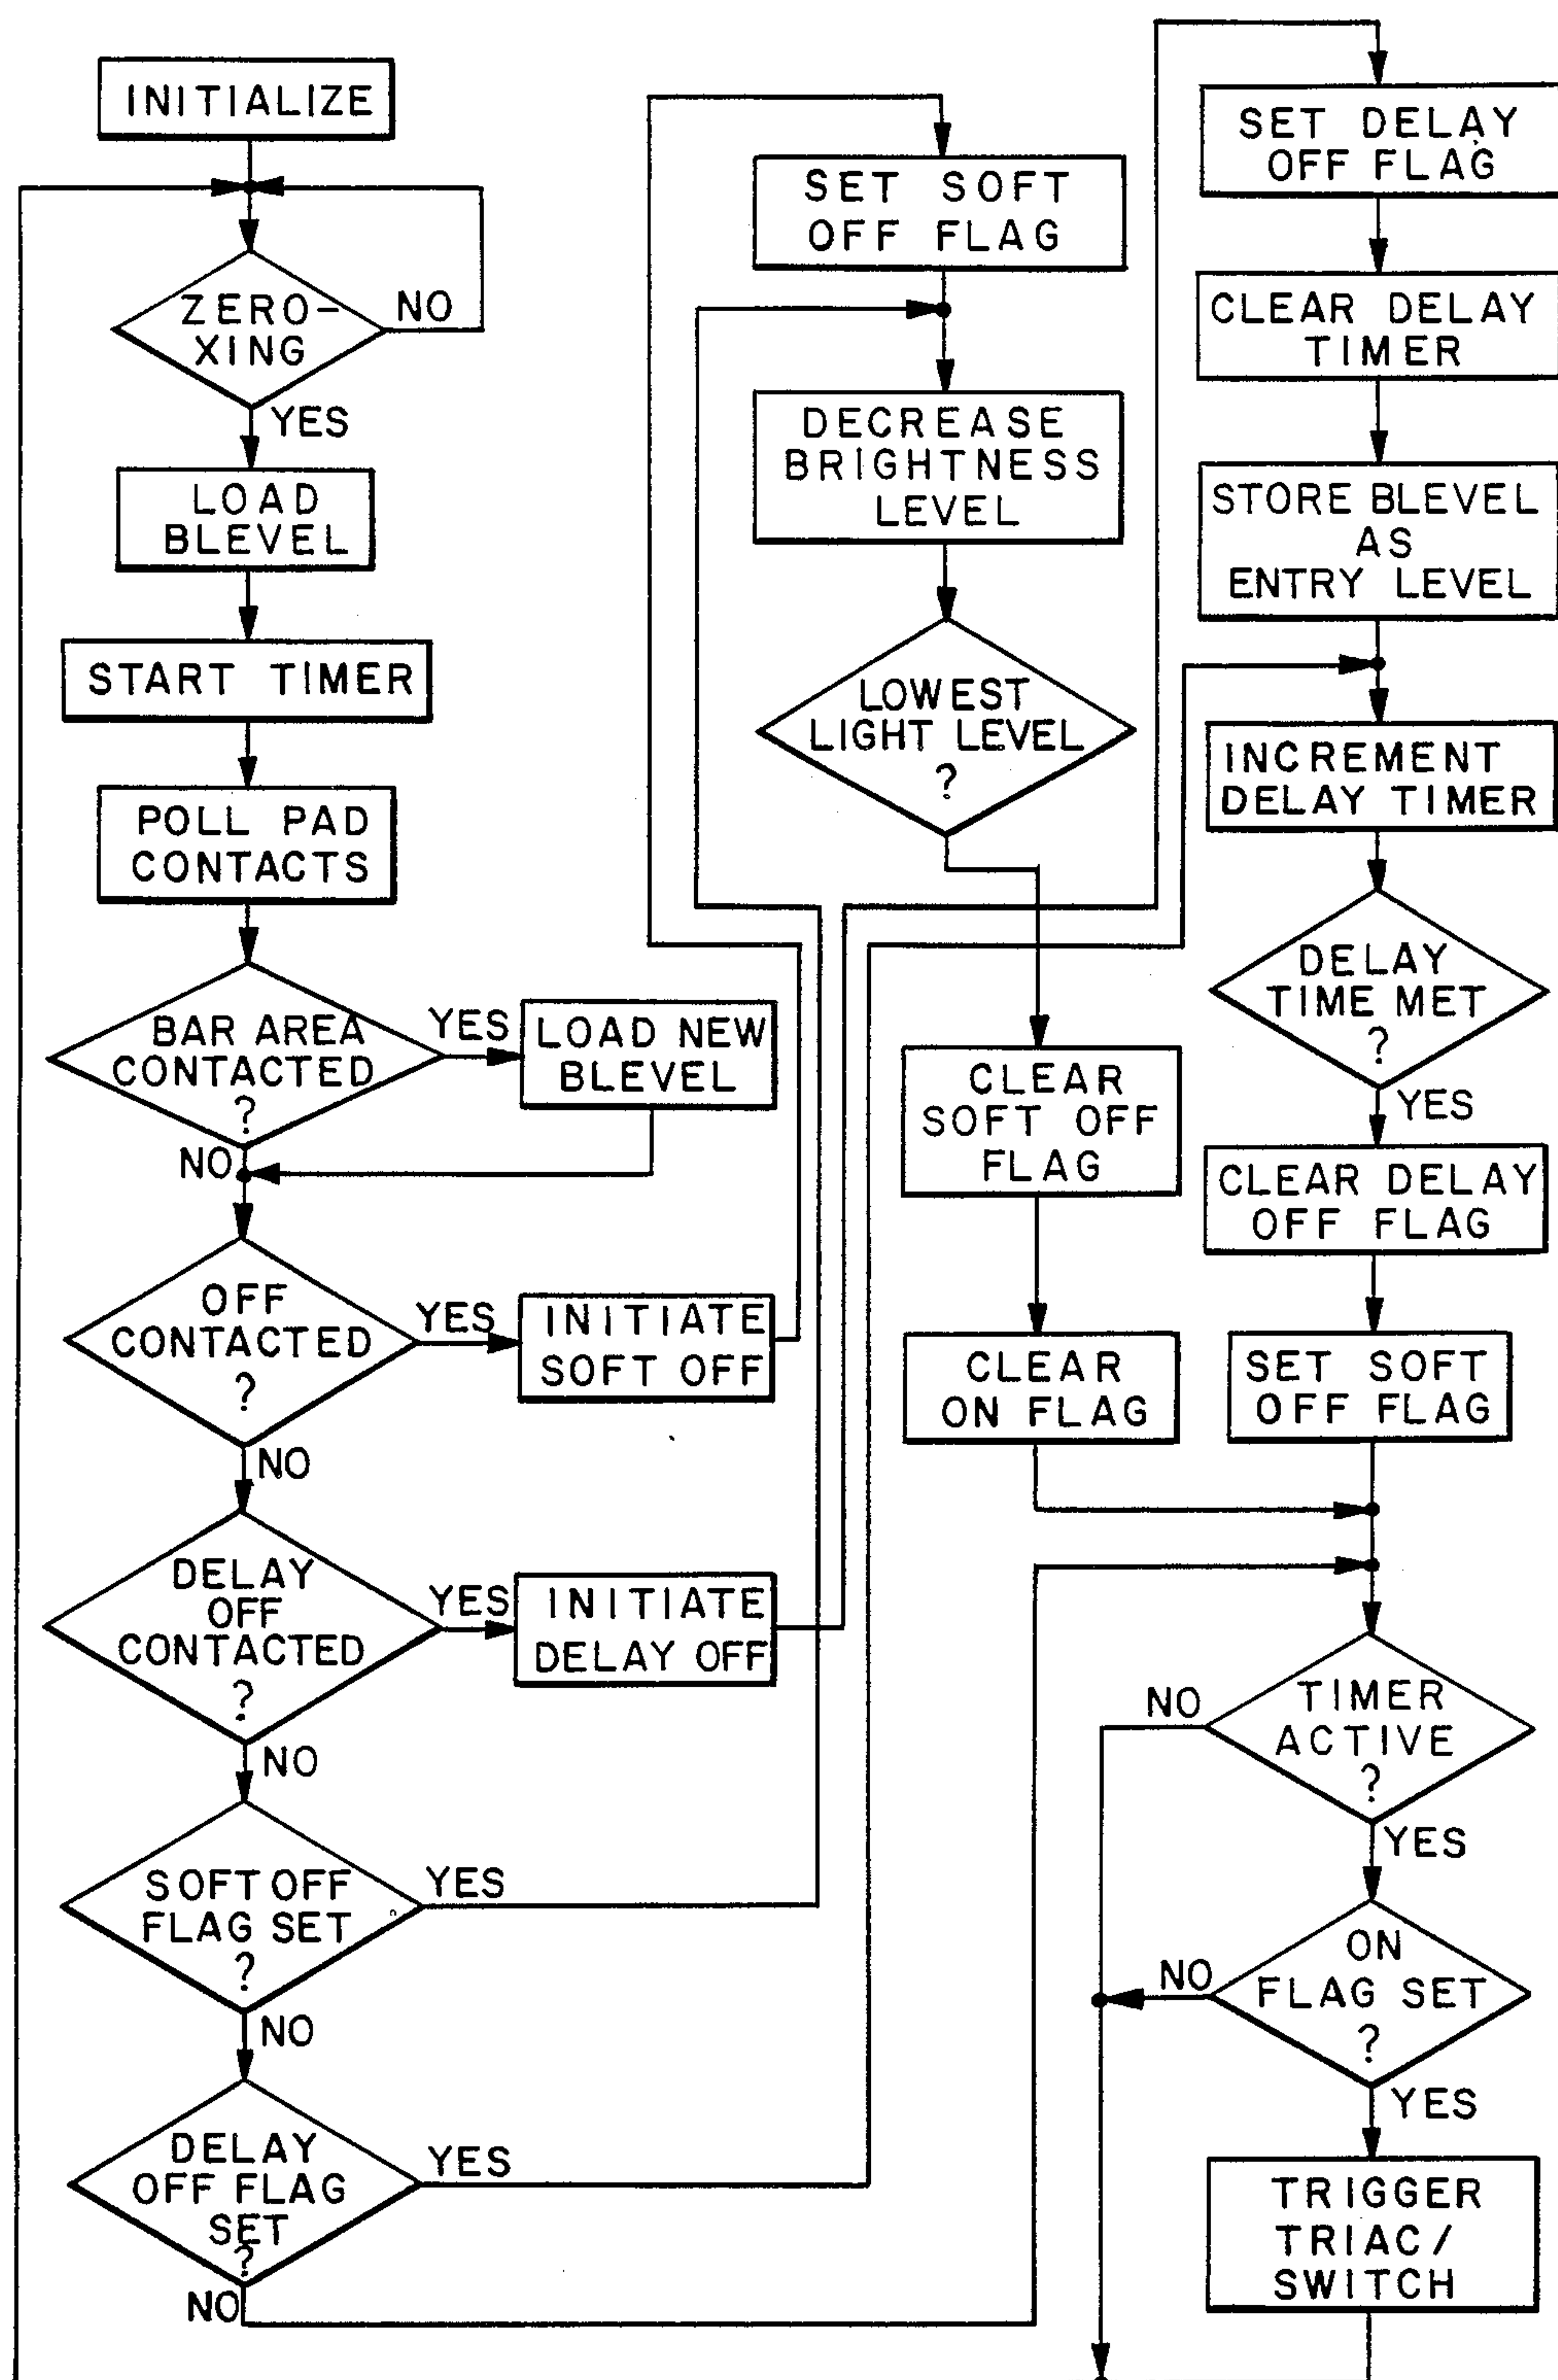 INITIALIZE
ZERO-
XING
NO
YES
LOAD
BLEVEL
START TIMER
POLL PAD
CONTACTS
BAR AREA
CONTACTED
?
YES
LOAD NEW
BLEVEL
NO
OFF
CONTACTED
?
YES
INITIATE
SOFT OFF
NO
DELAY
OFF
CONTACTED
?
YES
INITIATE
DELAY OFF
NO
SOFT OFF
FLAG SET
?
YES
NO
DELAY
OFF FLAG
SET
?
YES
NO
SET SOFT
OFF FLAG
DECREASE
BRIGHTNESS
LEVEL
LOWEST
LIGHT LEVEL
?
CLEAR
SOFT OFF
FLAG
CLEAR
ON FLAG
SET DELAY
OFF FLAG
CLEAR DELAY
TIMER
STORE BLEVEL
AS
ENTRY LEVEL
INCREMENT
DELAY TIMER
DELAY
TIME MET
?
YES
CLEAR DELAY
OFF FLAG
SET SOFT
OFF FLAG
TIMER
ACTIVE
?
NO
YES
ON
FLAG SET
?
NO
YES
TRIGGER
TRIAC/
SWITCH